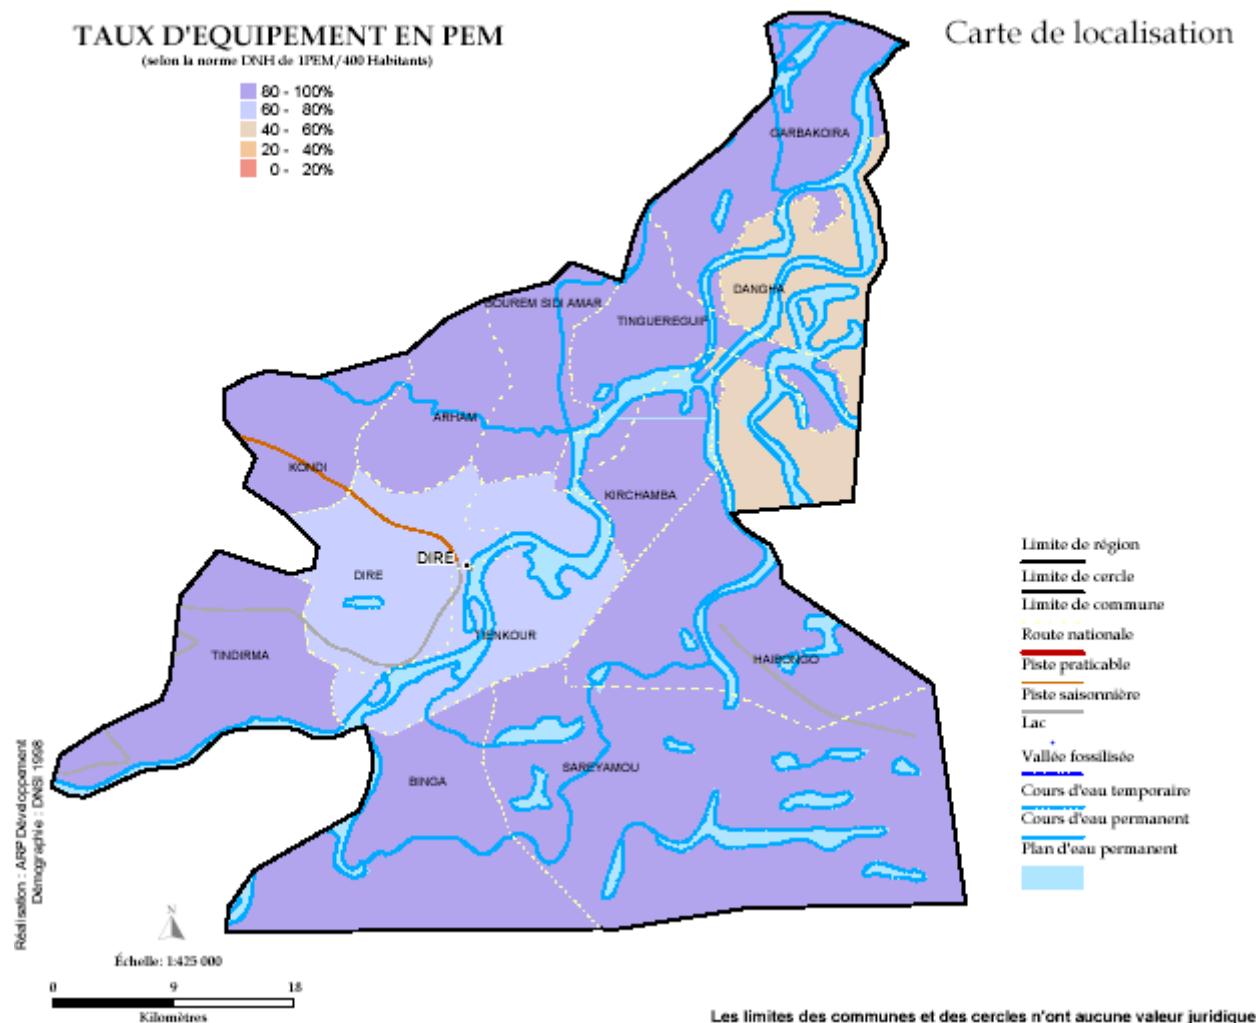 TAUX D'EQUIPEMENT EN PEM
(selon la norme DNH de 1PEM/400 Habitants)
80 - 100%
60 - 80%
40 - 60%
20 - 40%
0 - 20%
Carte de localisation
GARBAKOIRA
DANGHA
BOUREM SIDI AMAR
TINGUEREGUIF
ARHAM
KONDI
KIRCHAMBA
DIRE
DIRE
TIENKOUR
TINDIRMA
HAIBONGO
BINGA
SAREYAMOU
Limite de région
Limite de cercle
Limite de commune
Route nationale
Piste praticable
Piste saisonnière
Lac
Vallée fossilisée
Cours d'eau temporaire
Cours d'eau permanent
Plan d'eau permanent
Réalisation : ARP Développement
Démographie : DNSI 1998
N
Échelle: 1:425 000
0 9 18
Kilomètres
Les limites des communes et des cercles n'ont aucune valeur juridique